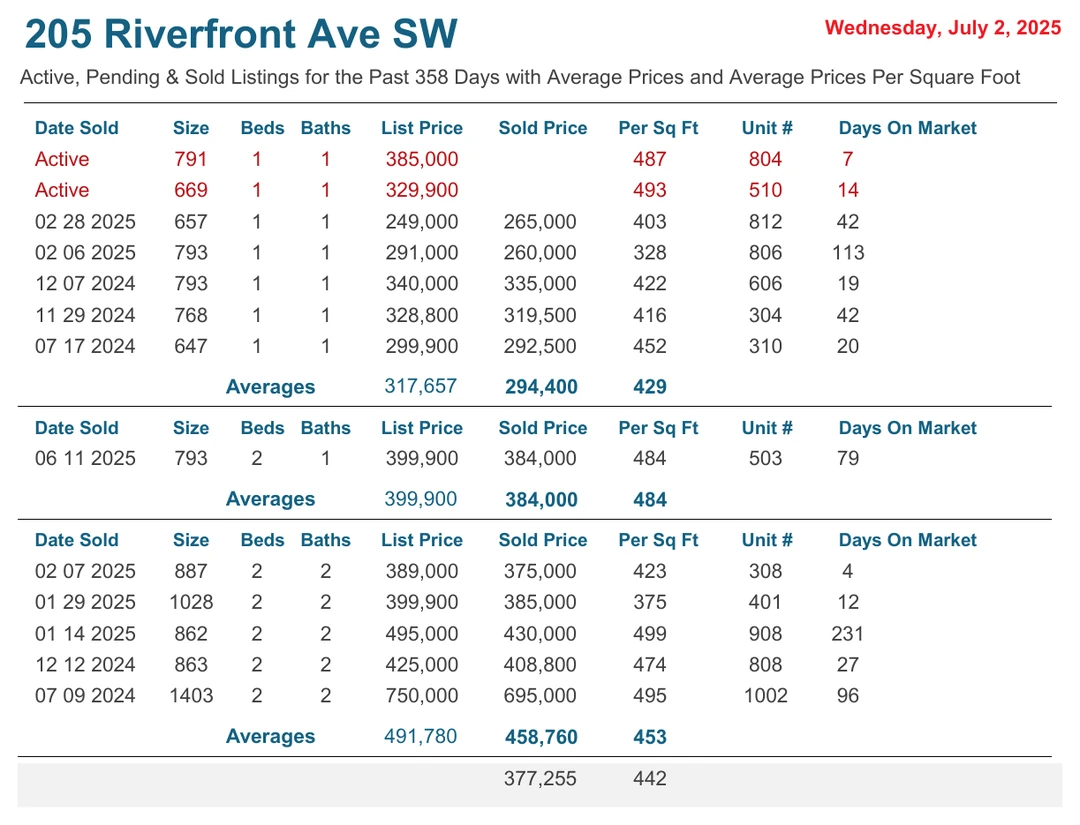 205 Riverfront Ave SW
Wednesday, July 2, 2025
Active, Pending & Sold Listings for the Past 358 Days with Average Prices and Average Prices Per Square Foot
Date Sold Size Beds Baths List Price Sold Price Per Sq Ft Unit # Days On Market
Active 791 1 1 385,000 487 804 7
Active 669 1 1 329,900 493 510 14
02 28 2025 657 1 1 249,000 265,000 403 812 42
02 06 2025 793 1 1 291,000 260,000 328 806 113
12 07 2024 793 1 1 340,000 335,000 422 606 19
11 29 2024 768 1 1 328,800 319,500 416 304 42
07 17 2024 647 1 1 299,900 292,500 452 310 20
Averages 317,657 294,400 429
Date Sold Size Beds Baths List Price Sold Price Per Sq Ft Unit # Days On Market
06 11 2025 793 2 1 399,900 384,000 484 503 79
Averages 399,900 384,000 484
Date Sold Size Beds Baths List Price Sold Price Per Sq Ft Unit # Days On Market
02 07 2025 887 2 2 389,000 375,000 423 308 4
01 29 2025 1028 2 2 399,900 385,000 375 401 12
01 14 2025 862 2 2 495,000 430,000 499 908 231
12 12 2024 863 2 2 425,000 408,800 474 808 27
07 09 2024 1403 2 2 750,000 695,000 495 1002 96
Averages 491,780 458,760 453
377,255 442